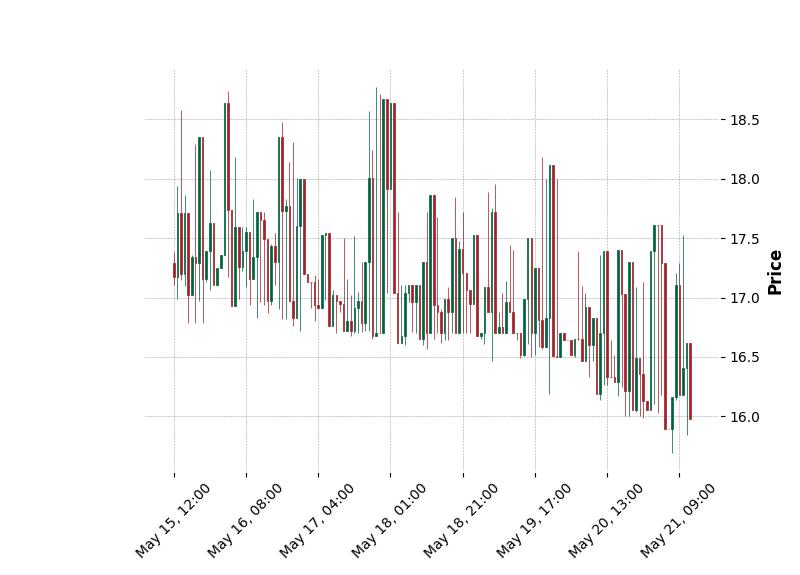 18.5
18.0
17.5
17.0
16.5
16.0
Price
May 15, 12:00
May 16, 08:00
May 17, 04:00
May 18, 01:00
May 18, 21:00
May 19, 17:00
May 20, 13:00
May 21, 09:00